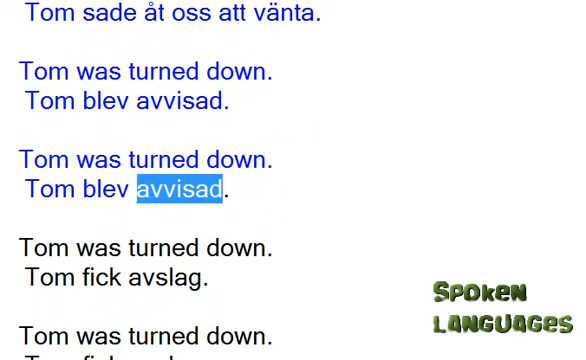 Tom sade åt oss att vänta.
Tom was turned down.
Tom blev avvisad.
Tom was turned down.
Tom blev avvisad.
Tom was turned down.
Tom fick avslag.
Tom was turned down.
SPOKEN
LANGUAGES